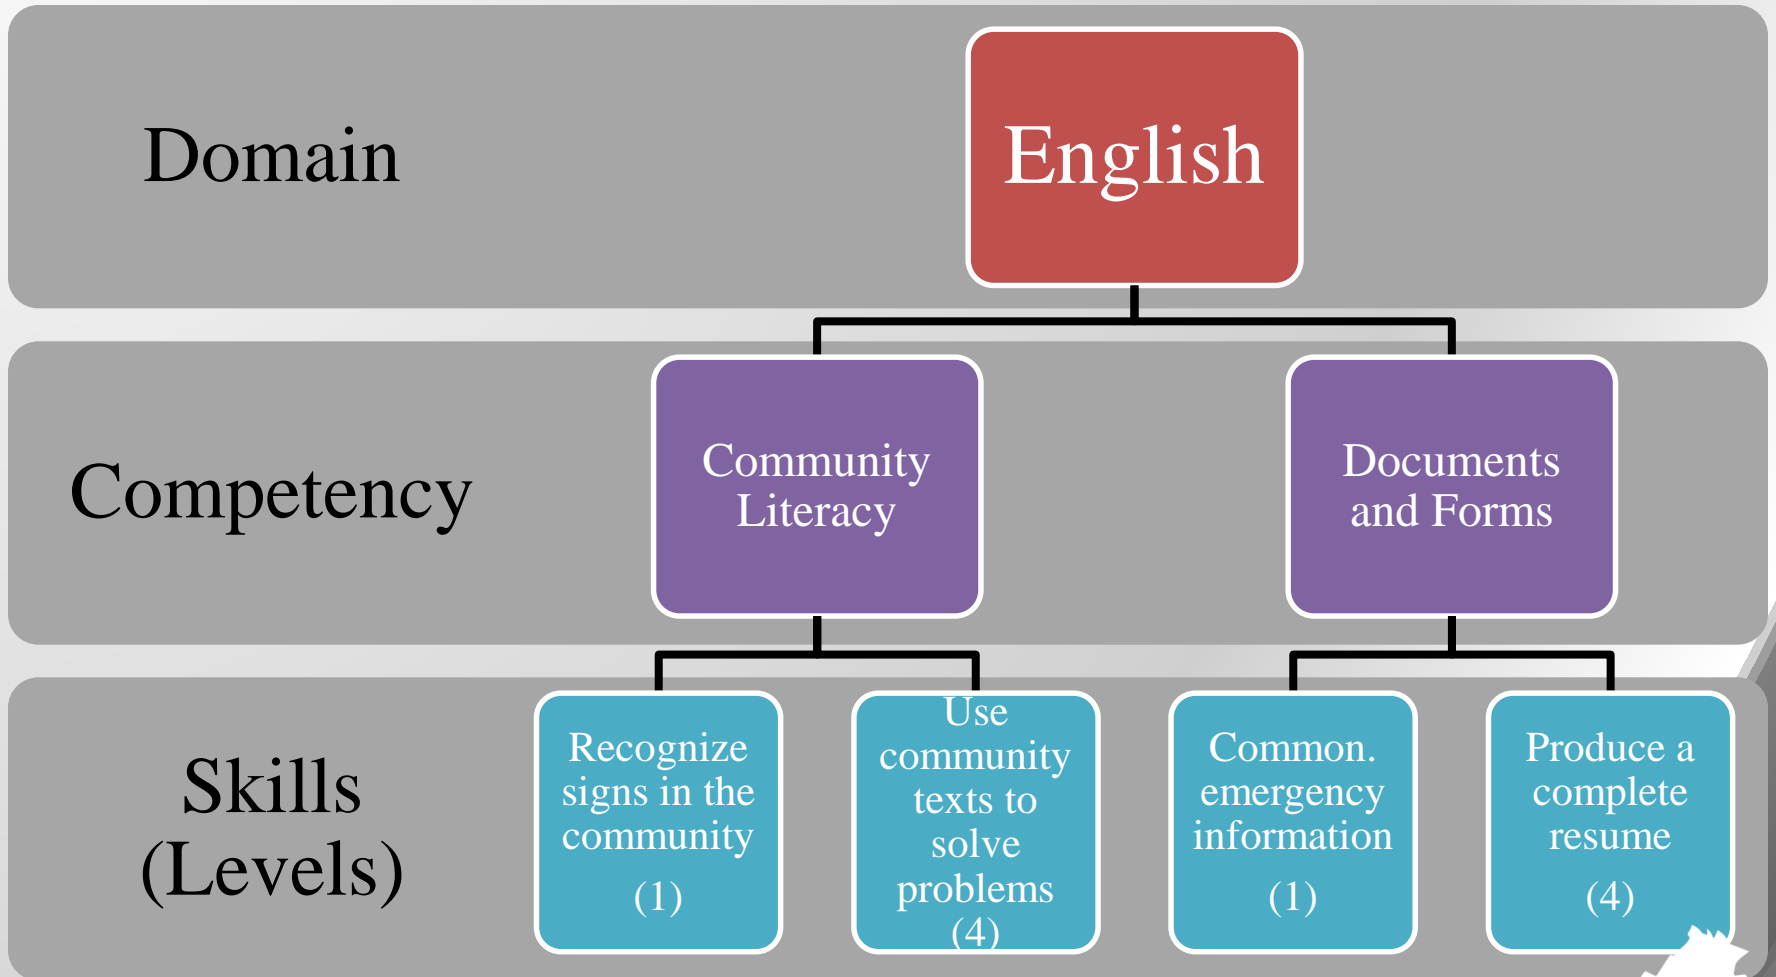 Domain
English
Competency
Community
Literacy
Documents
and Forms
Skills
(Levels)
Recognize
signs in the
community
(1)
Use
community
texts to
solve
problems
(4)
Common.
emergency
information
(1)
Produce a
complete
resume
(4)